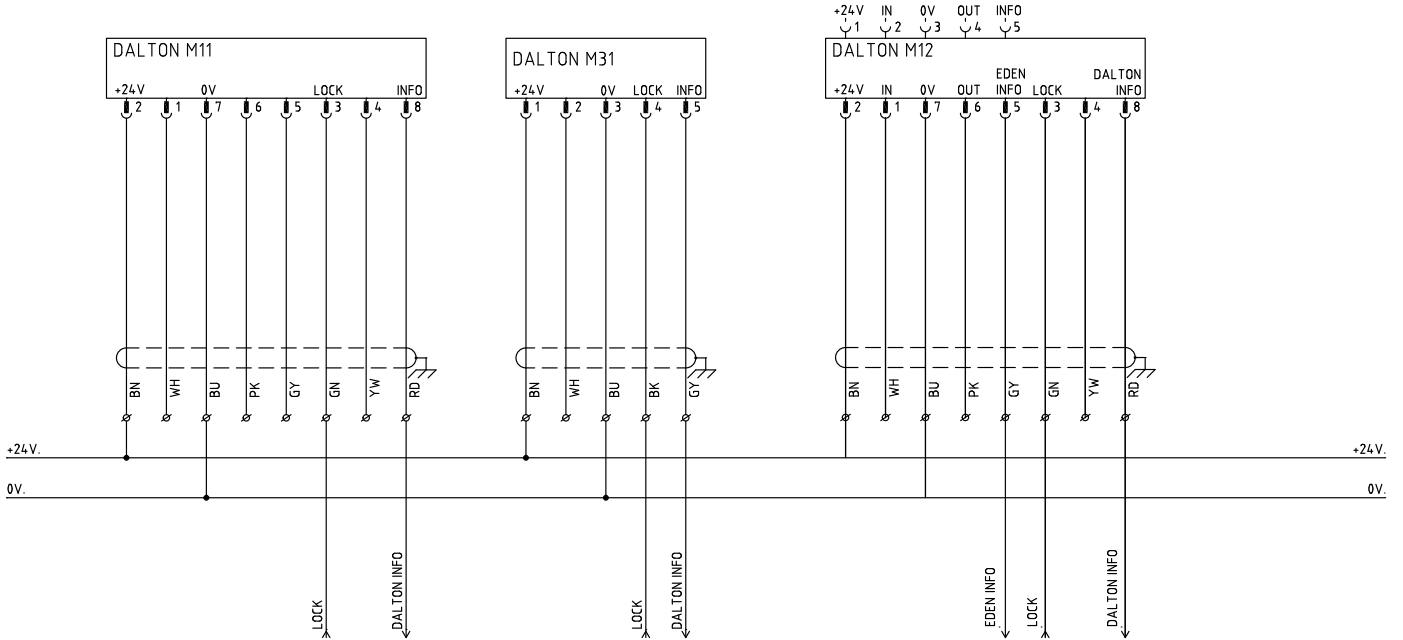 +24V IN 0V OUT INFO
1 2 3 4 5
DALTON M11
DALTON M31
DALTON M12
+24V 0V LOCK INFO
+24V 0V LOCK INFO
EDEN DALTON
+24V IN 0V OUT INFO LOCK INFO
2 1 7 6 5 3 4 8
1 2 3 4 5
2 1 7 6 5 3 4 8
BN WH BU PK GY GN YW RD
BN WH BU BK GY
BN WH BU PK GY GN YW RD
+24V. +24V.
0V. 0V.
LOCK DALTON INFO
LOCK DALTON INFO
EDEN INFO LOCK DALTON INFO